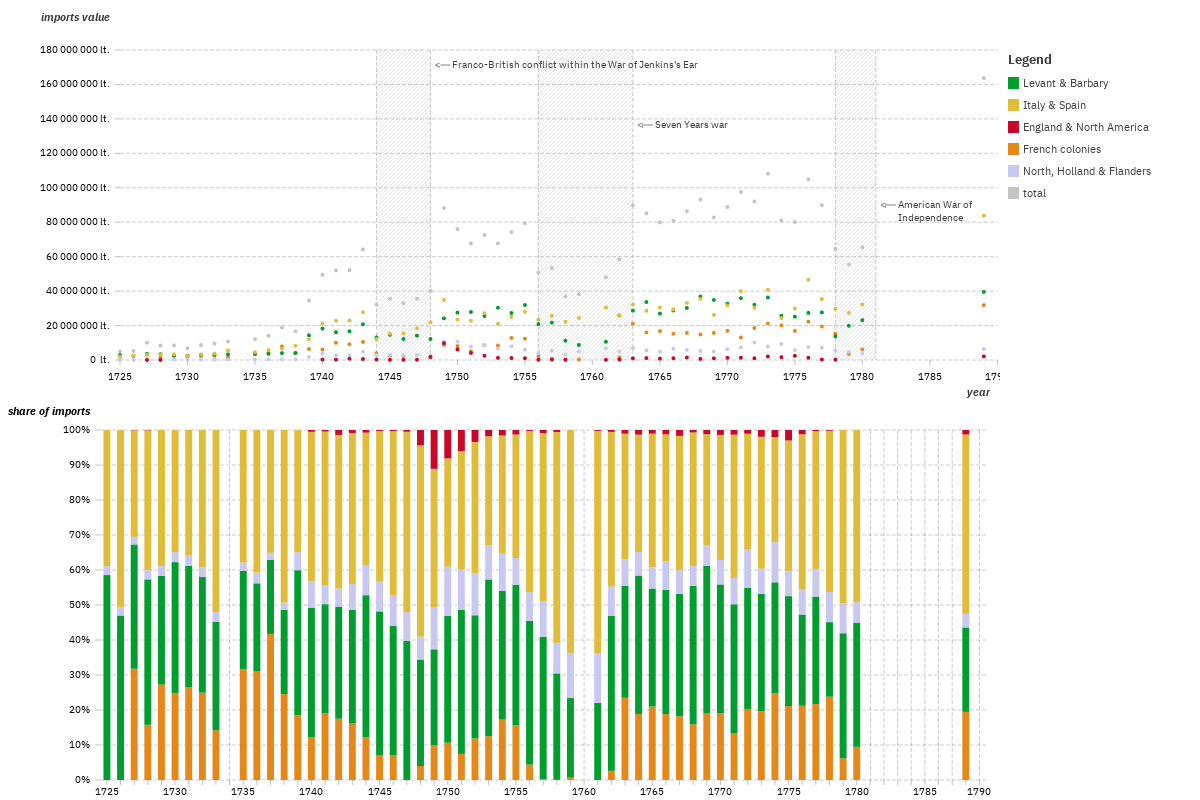 imports value
180 000 000 lt.
160 000 000 lt.
140 000 000 lt.
120 000 000 lt.
100 000 000 lt.
80 000 000 lt.
60 000 000 lt.
40 000 000 lt.
20 000 000 lt.
0 lt.
Franco-British conflict within the War of Jenkins's Ear
Seven Years war
American War of
Independence
1725 1730 1735 1740 1745 1750 1755 1760 1765 1770 1775 1780 1785 179
year
Legend
Levant & Barbary
Italy & Spain
England & North America
French colonies
North, Holland & Flanders
total
share of imports
100%
90%
80%
70%
60%
50%
40%
30%
20%
10%
0%
1725 1730 1735 1740 1745 1750 1755 1760 1765 1770 1775 1780 1785 1790